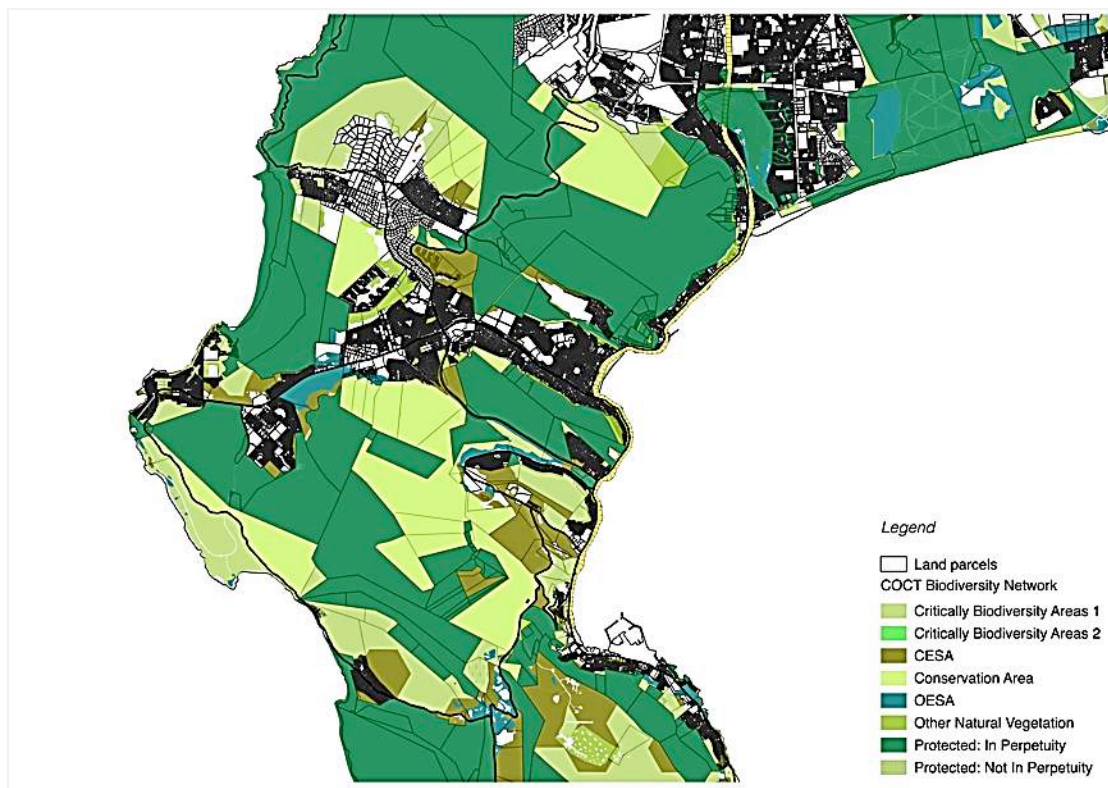 Legend
Land parcels
COCT Biodiversity Network
Critically Biodiversity Areas 1
Critically Biodiversity Areas 2
CESA
Conservation Area
OESA
Other Natural Vegetation
Protected: In Perpetuity
Protected: Not In Perpetuity